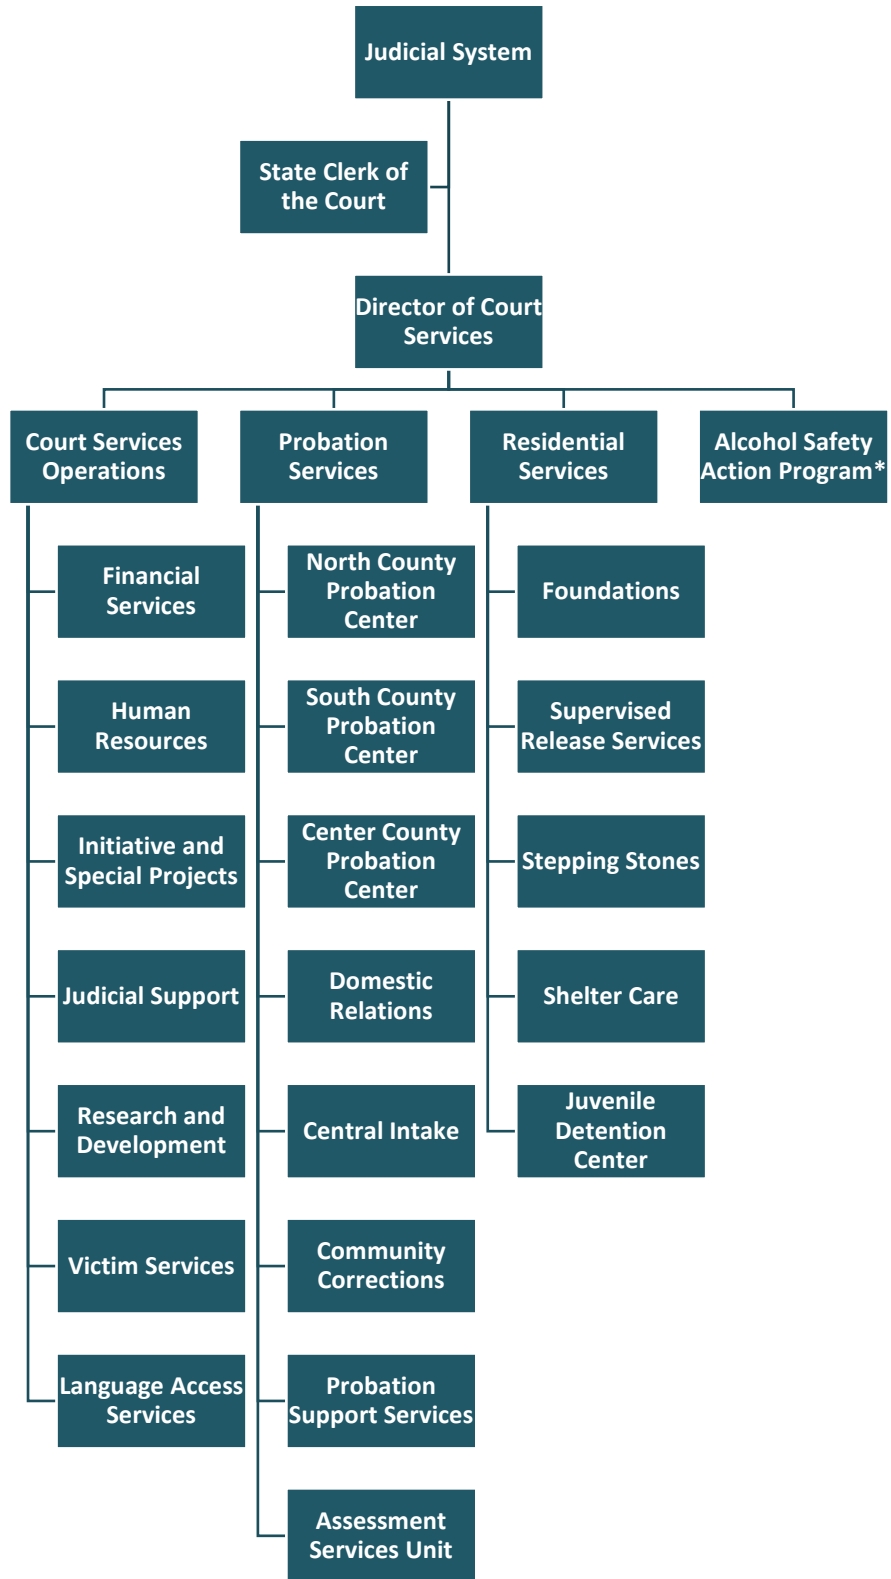 Judicial System
State Clerk of
the Court
Director of Court
Services
Court Services
Operations
Probation
Services
Residential
Services
Alcohol Safety
Action Program*
Financial
Services
Human
Resources
Initiative and
Special Projects
Judicial Support
Research and
Development
Victim Services
Language Access
Services
North County
Probation
Center
South County
Probation
Center
Center County
Probation
Center
Domestic
Relations
Central Intake
Community
Corrections
Probation
Support Services
Assessment
Services Unit
Foundations
Supervised
Release Services
Stepping Stones
Shelter Care
Juvenile
Detention
Center